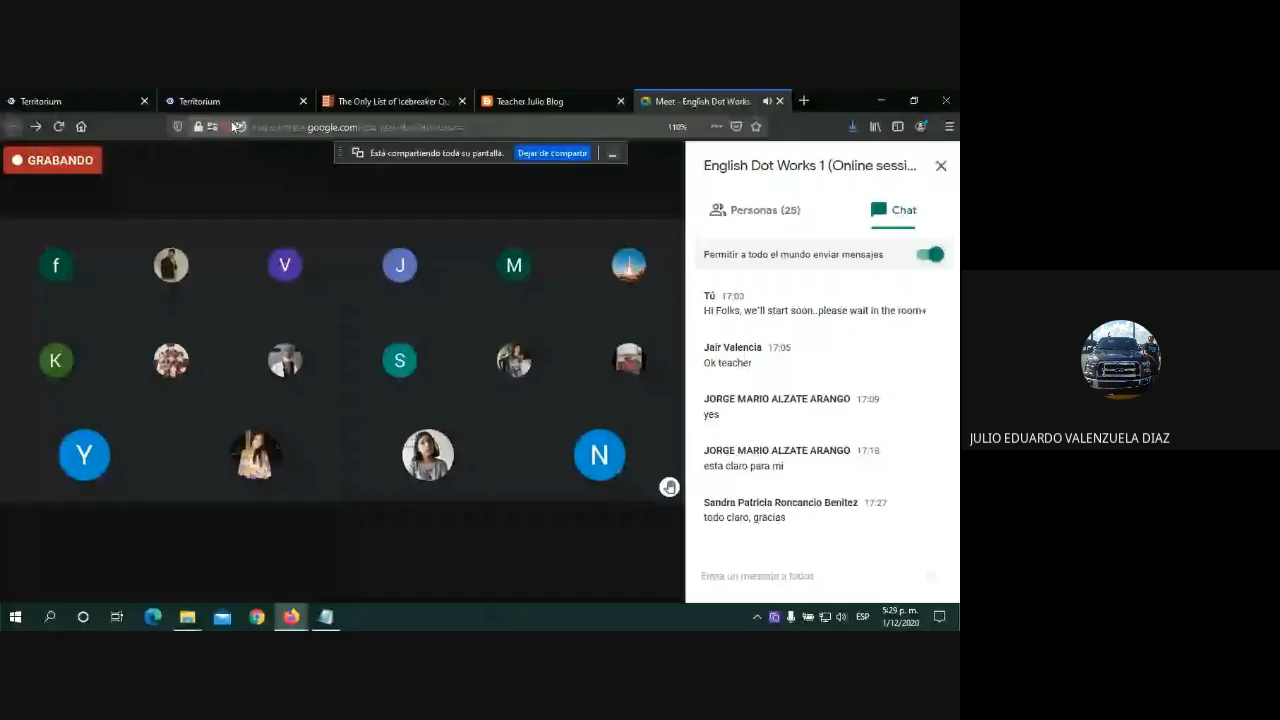 Territorium
Territorium
The Only List of Icebreaker Qu
Teacher Julio Blog
Meet - English Dot Works
google.com
110%
GRABANDO
Está compartiendo toda su pantalla.
Dejar de compartir
English Dot Works 1 (Online sessi...
Personas (25)
Chat
Permitir a todo el mundo enviar mensajes
f
V
J
M
K
S
Y
N
Tú 17:03
Hi Folks, we'll start soon..please wait in the room+
Jair Valencia 17:05
Ok teacher
JORGE MARIO ALZATE ARANGO 17:09
yes
JORGE MARIO ALZATE ARANGO 17:18
esta claro para mi
Sandra Patricia Roncancio Benitez 17:27
todo claro, gracias
Envía un mensaje a todos
JULIO EDUARDO VALENZUELA DIAZ
ESP
5:29 p. m.
1/12/2020